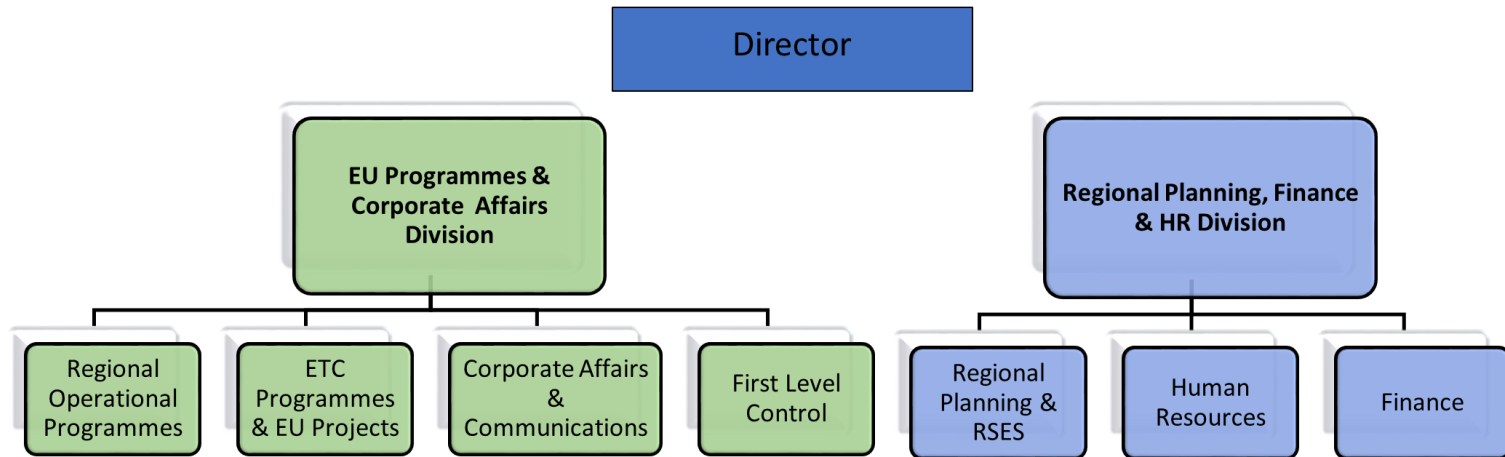 Director
EU Programmes &
Corporate Affairs
Division
Regional Planning, Finance
& HR Division
Regional
Operational
Programmes
ETC
Programmes
& EU Projects
Corporate Affairs
&
Communications
First Level
Control
Regional
Planning &
RSES
Human
Resources
Finance